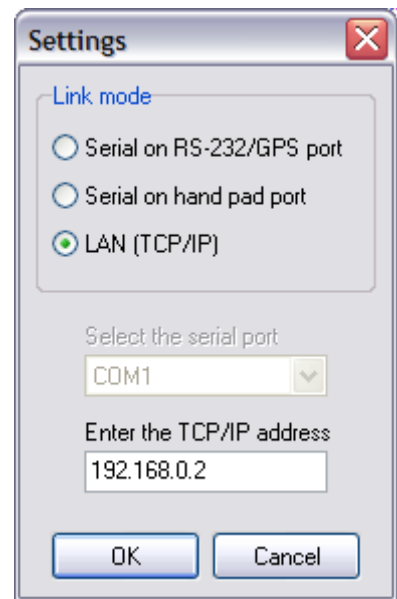 Settings
Link mode
Serial on RS-232/GPS port
Serial on hand pad port
LAN (TCP/IP)
Select the serial port
COM1
Enter the TCP/IP address
192.168.0.2
OK Cancel